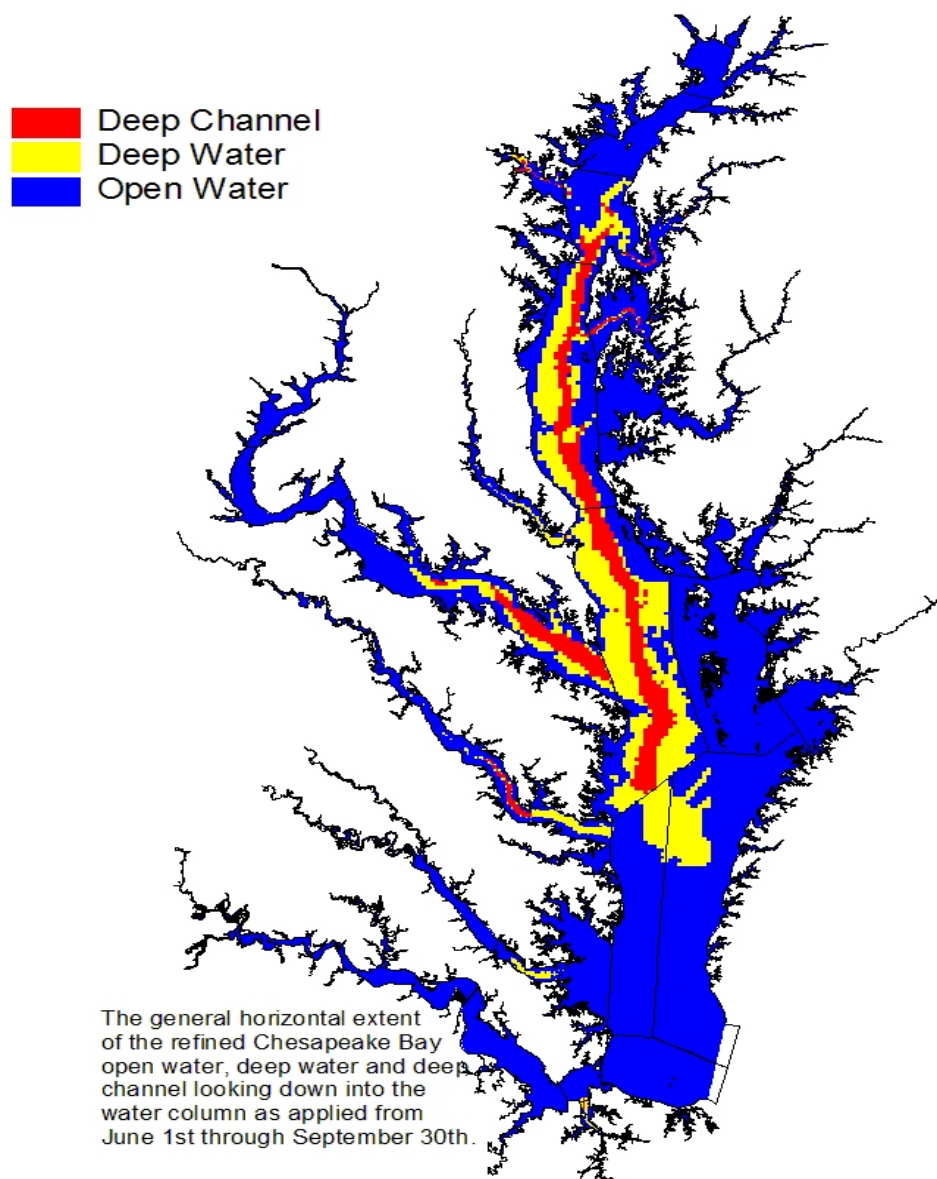 Deep Channel
Deep Water
Open Water
The general horizontal extent
of the refined Chesapeake Bay
open water, deep water and deep
channel looking down into the
water column as applied from
June 1st through September 30th.